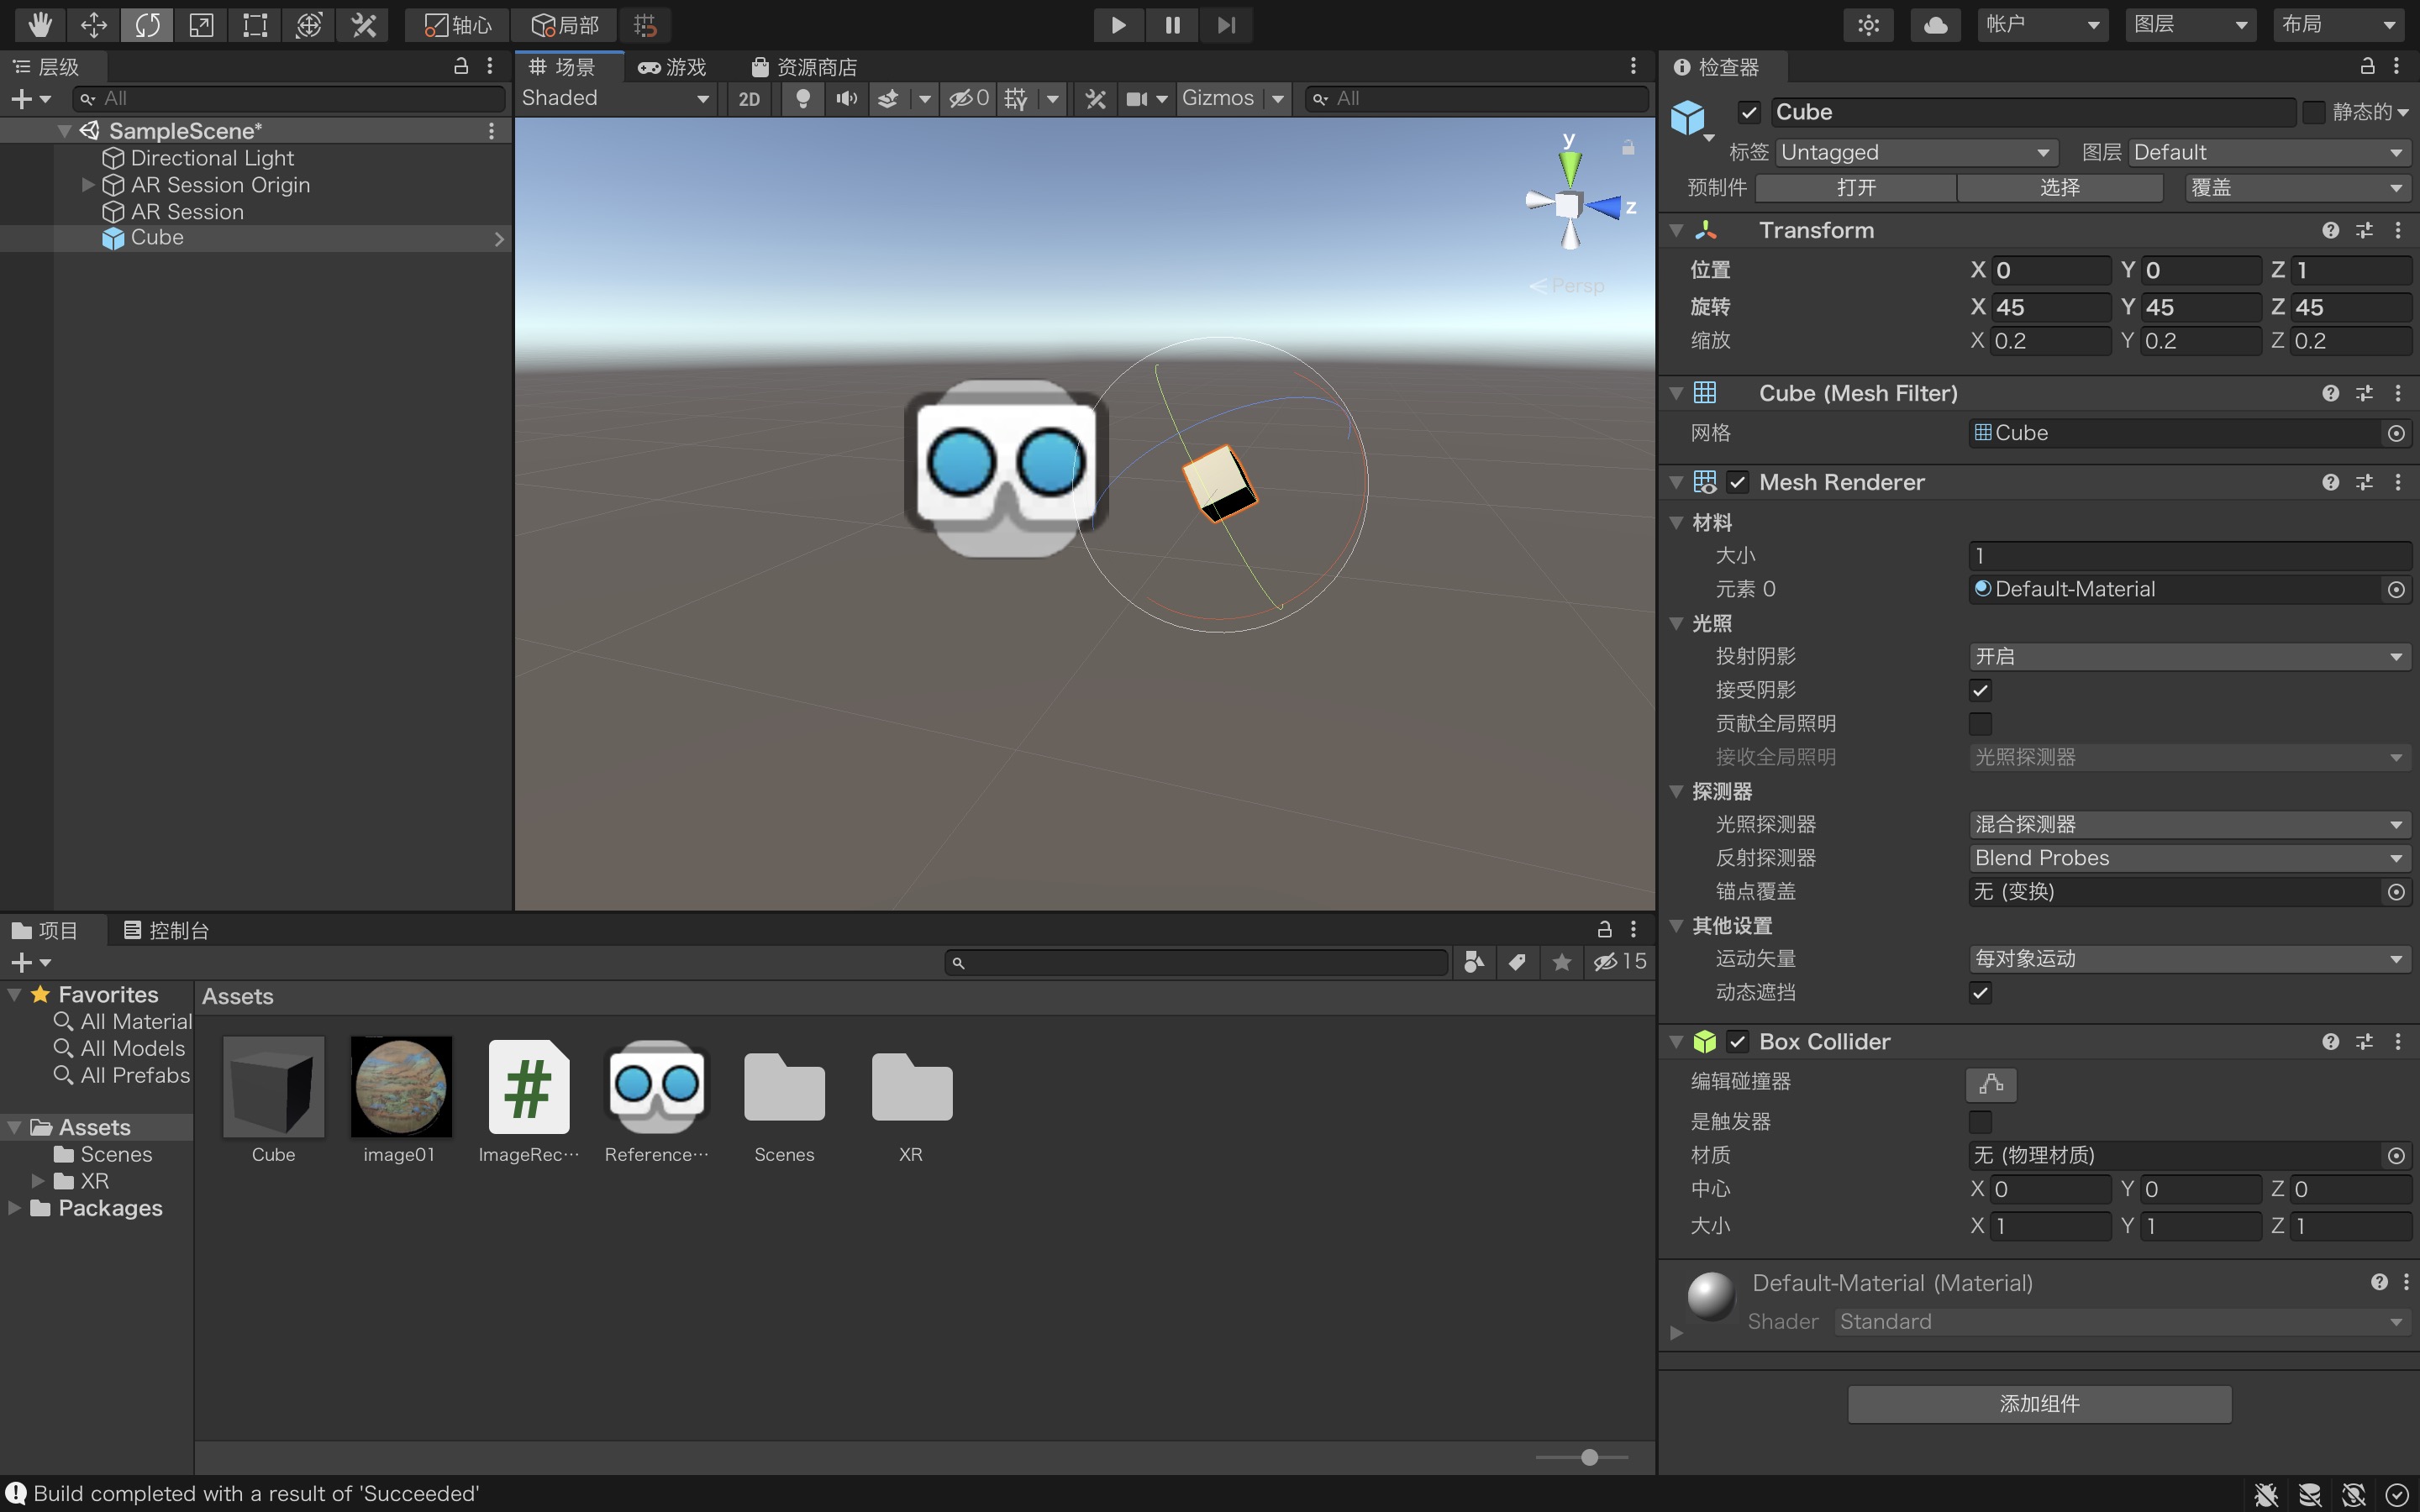 轴心 局部 帐户 图层 布局
层级
All
SampleScene*
Directional Light
AR Session Origin
AR Session
Cube
场景 游戏 资源商店
Shaded 2D 0 Gizmos All
y
z
Persp
项目 控制台
15
Favorites
All Material
All Models
All Prefabs
Assets
Scenes
XR
Packages
Assets
Cube image01 ImageRec... Reference... Scenes XR
检查器
Cube 静态的
标签 Untagged 图层 Default
预制件 打开 选择 覆盖
Transform
位置 X 0 Y 0 Z 1
旋转 X 45 Y 45 Z 45
缩放 X 0.2 Y 0.2 Z 0.2
Cube (Mesh Filter)
网格 Cube
Mesh Renderer
材料
大小 1
元素 0 Default-Material
光照
投射阴影 开启
接受阴影
贡献全局照明
接收全局照明 光照探测器
探测器
光照探测器 混合探测器
反射探测器 Blend Probes
锚点覆盖 无 (变换)
其他设置
运动矢量 每对象运动
动态遮挡
Box Collider
编辑碰撞器
是触发器
材质 无 (物理材质)
中心 X 0 Y 0 Z 0
大小 X 1 Y 1 Z 1
Default-Material (Material)
Shader Standard
添加组件
Build completed with a result of 'Succeeded'